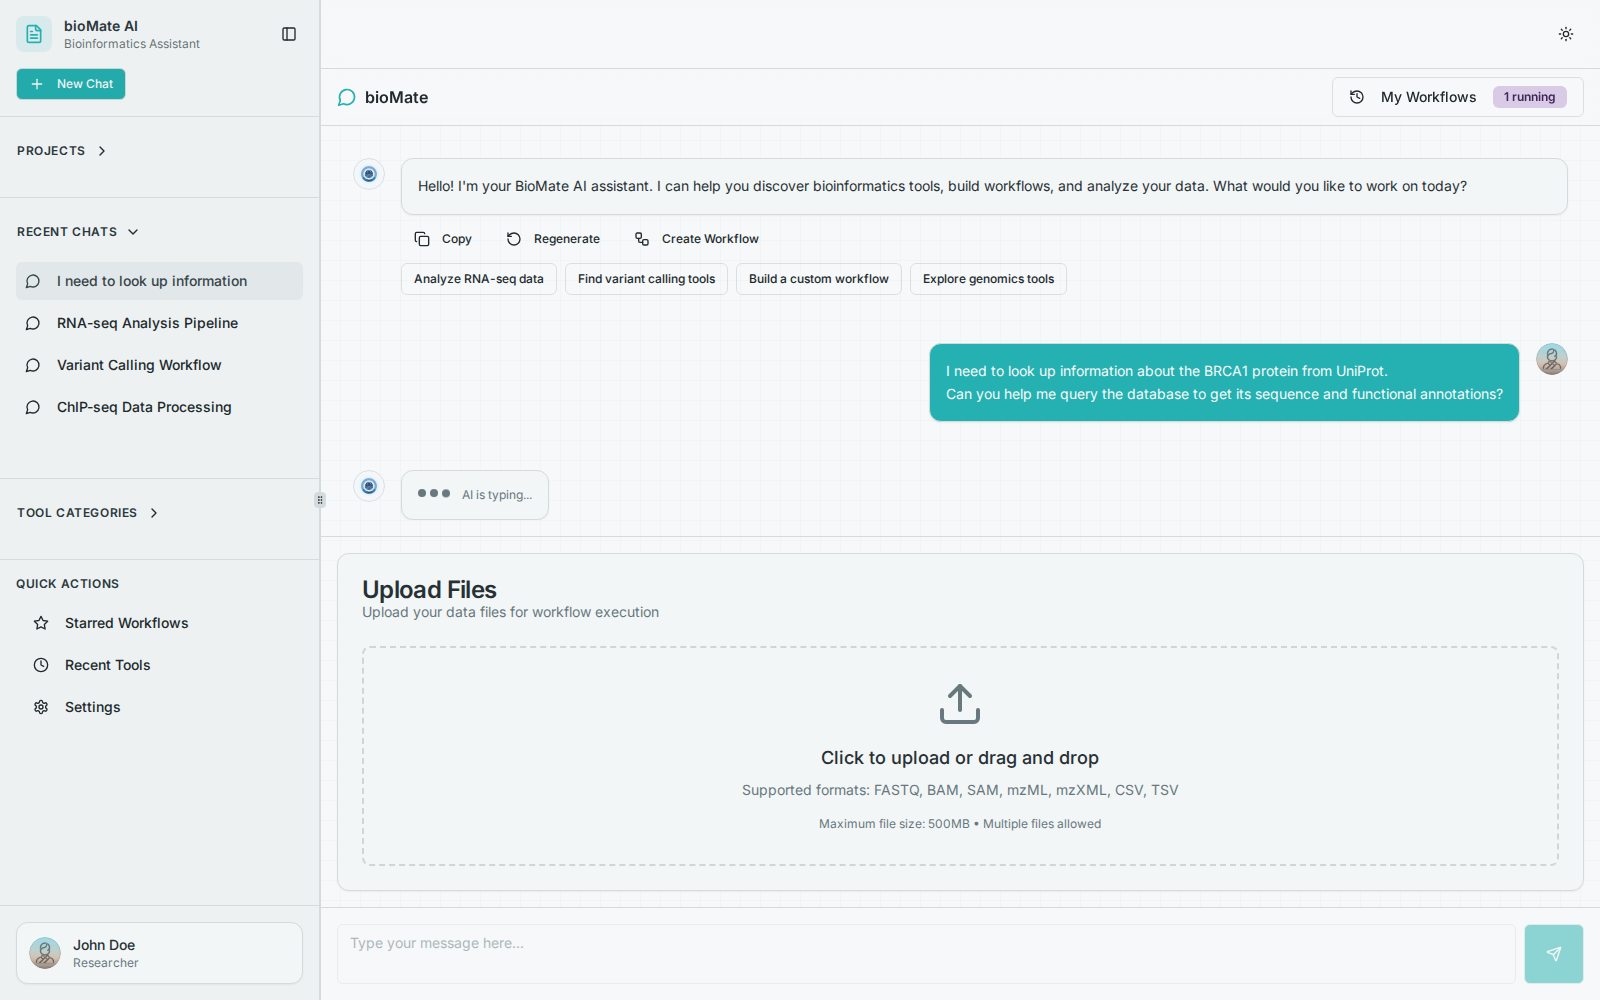 bioMate AI
Bioinformatics Assistant
New Chat
PROJECTS
RECENT CHATS
I need to look up information
RNA-seq Analysis Pipeline
Variant Calling Workflow
ChIP-seq Data Processing
TOOL CATEGORIES
QUICK ACTIONS
Starred Workflows
Recent Tools
Settings
John Doe
Researcher
bioMate
My Workflows
1 running
Hello! I'm your BioMate AI assistant. I can help you discover bioinformatics tools, build workflows, and analyze your data. What would you like to work on today?
Copy
Regenerate
Create Workflow
Analyze RNA-seq data
Find variant calling tools
Build a custom workflow
Explore genomics tools
I need to look up information about the BRCA1 protein from UniProt.
Can you help me query the database to get its sequence and functional annotations?
AI is typing...
Upload Files
Upload your data files for workflow execution
Click to upload or drag and drop
Supported formats: FASTQ, BAM, SAM, mzML, mzXML, CSV, TSV
Maximum file size: 500MB • Multiple files allowed
Type your message here...